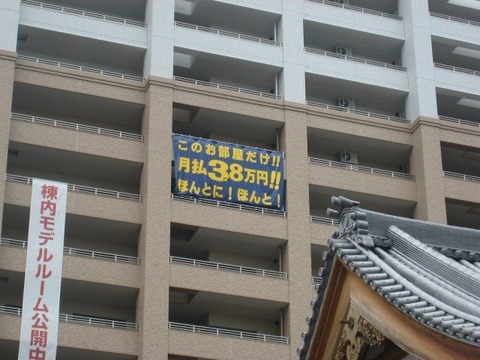 このお部屋だけ!!
月払3.8万円!!
ほんとに!ほんと!
棟内モデルルーム公開中